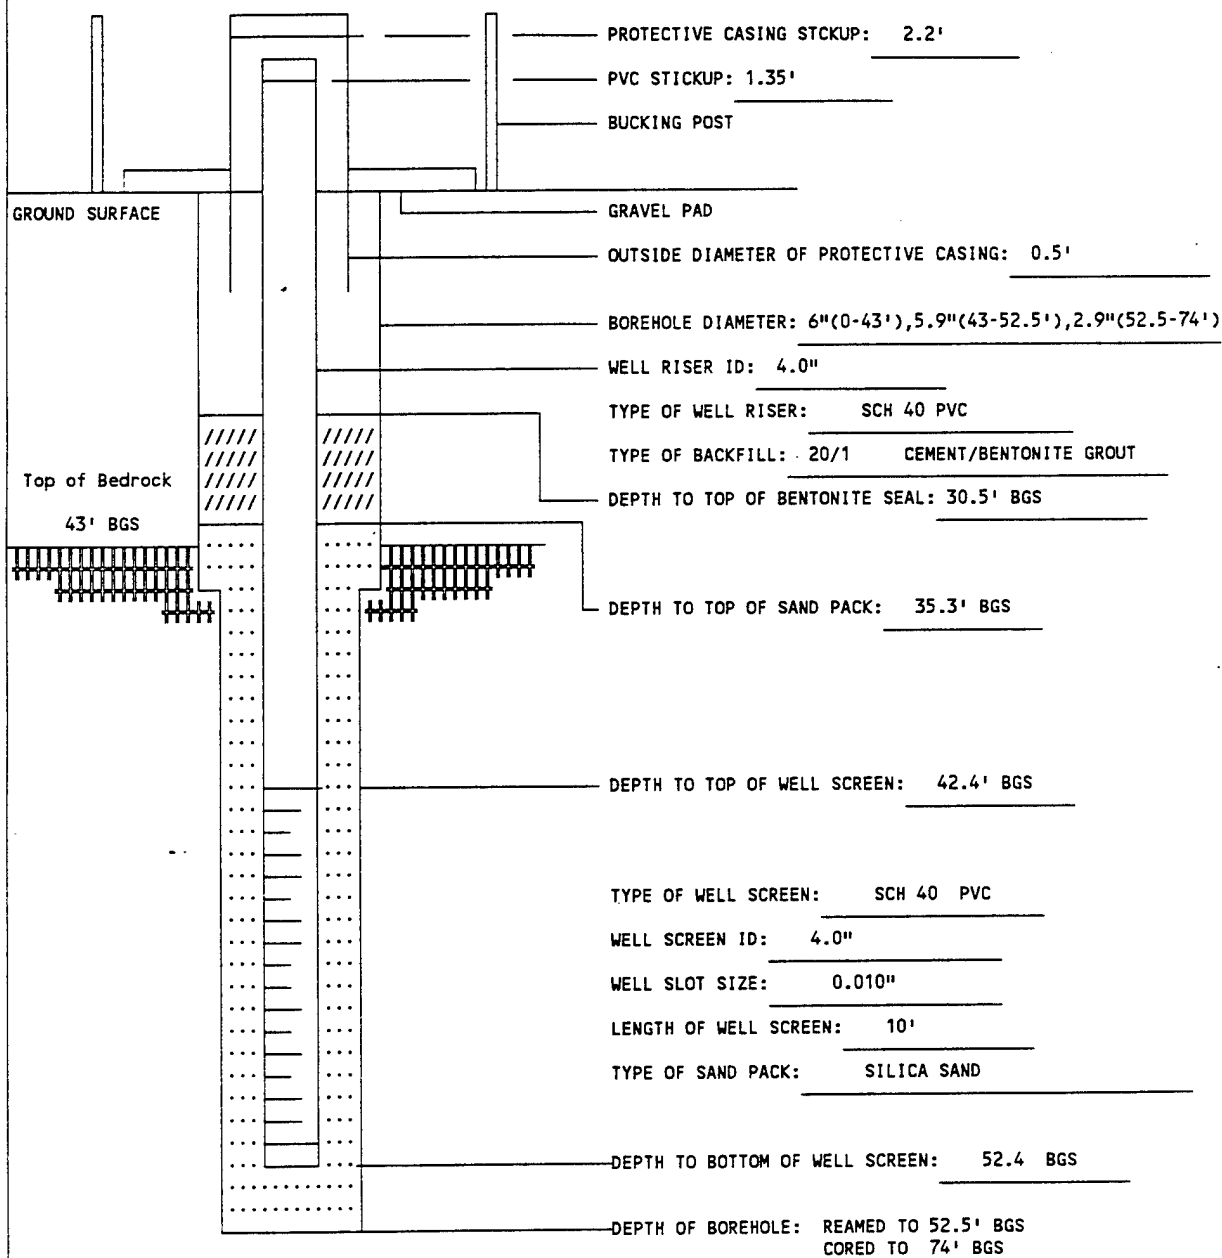 PROTECTIVE CASING STCKUP: 2.2'
PVC STICKUP: 1.35'
BUCKING POST
GROUND SURFACE
GRAVEL PAD
OUTSIDE DIAMETER OF PROTECTIVE CASING: 0.5'
BOREHOLE DIAMETER: 6"(0-43'),5.9"(43-52.5'),2.9"(52.5-74')
WELL RISER ID: 4.0"
TYPE OF WELL RISER: SCH 40 PVC
TYPE OF BACKFILL: 20/1 CEMENT/BENTONITE GROUT
Top of Bedrock
43' BGS
DEPTH TO TOP OF BENTONITE SEAL: 30.5' BGS
DEPTH TO TOP OF SAND PACK: 35.3' BGS
DEPTH TO TOP OF WELL SCREEN: 42.4' BGS
TYPE OF WELL SCREEN: SCH 40 PVC
WELL SCREEN ID: 4.0"
WELL SLOT SIZE: 0.010"
LENGTH OF WELL SCREEN: 10'
TYPE OF SAND PACK: SILICA SAND
DEPTH TO BOTTOM OF WELL SCREEN: 52.4 BGS
DEPTH OF BOREHOLE: REAMED TO 52.5' BGS
CORED TO 74' BGS